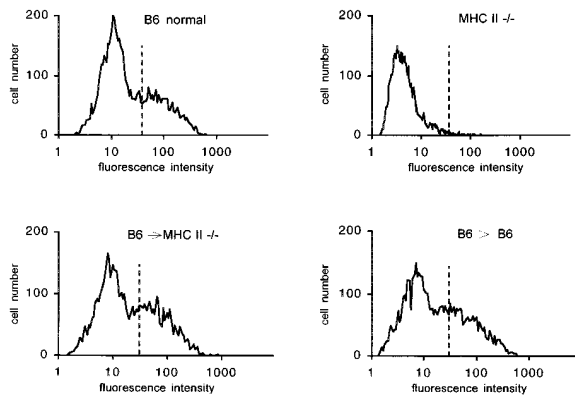 B6 normal
200
100
0
cell number
1 10 100 1000
fluorescence intensity
MHC II -/-
200
100
0
cell number
1 10 100 1000
fluorescence intensity
B6 → MHC II -/-
200
100
0
cell number
1 10 100 1000
fluorescence intensity
B6 > B6
200
100
0
cell number
1 10 100 1000
fluorescence intensity